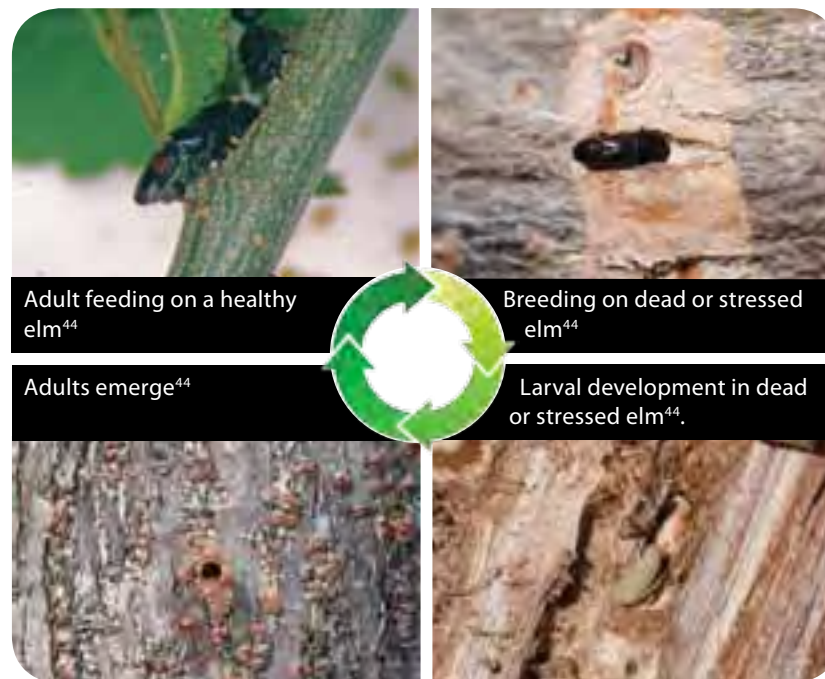 Adult feeding on a healthy
elm⁴⁴
Breeding on dead or stressed
elm⁴⁴
Adults emerge⁴⁴
Larval development in dead
or stressed elm⁴⁴.